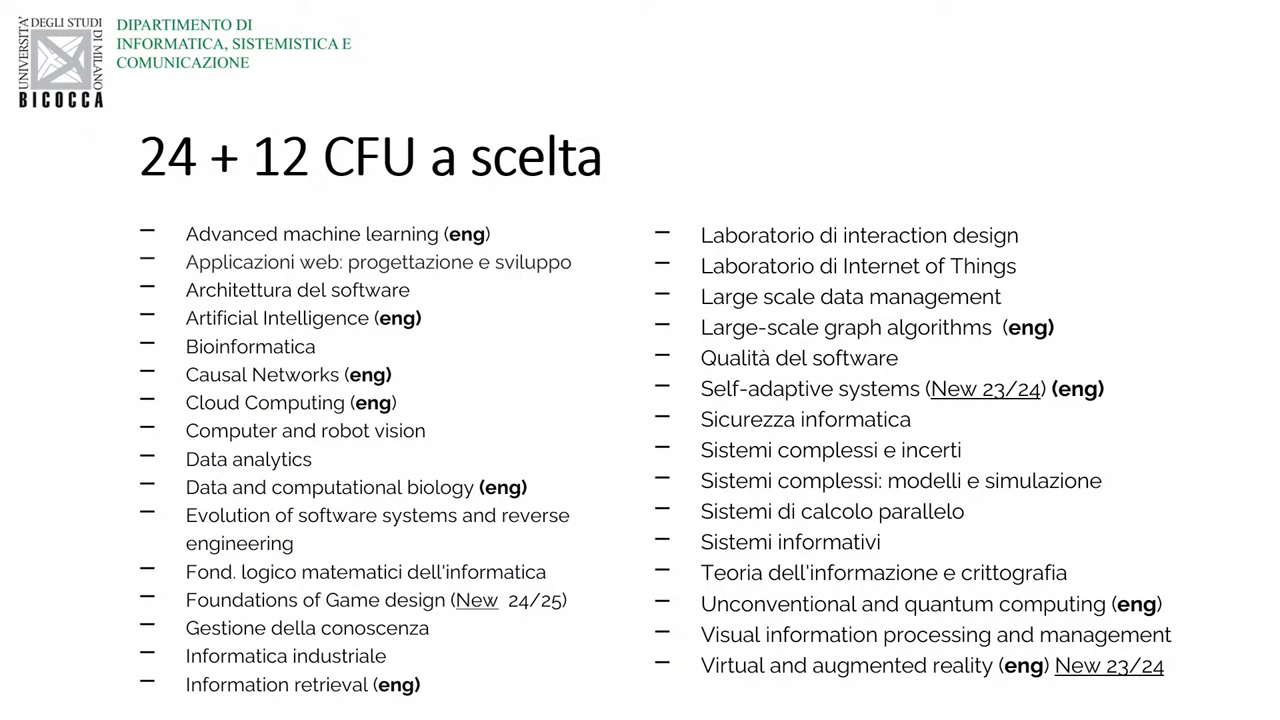 UNIVERSITÀ
DEGLI STUDI
DI MILANO
BICOCCA
DIPARTIMENTO DI
INFORMATICA, SISTEMISTICA E
COMUNICAZIONE
24 + 12 CFU a scelta
– Advanced machine learning (eng)
– Applicazioni web: progettazione e sviluppo
– Architettura del software
– Artificial Intelligence (eng)
– Bioinformatica
– Causal Networks (eng)
– Cloud Computing (eng)
– Computer and robot vision
– Data analytics
– Data and computational biology (eng)
– Evolution of software systems and reverse
engineering
– Fond. logico matematici dell'informatica
– Foundations of Game design (New 24/25)
– Gestione della conoscenza
– Informatica industriale
– Information retrieval (eng)
– Laboratorio di interaction design
– Laboratorio di Internet of Things
– Large scale data management
– Large-scale graph algorithms (eng)
– Qualità del software
– Self-adaptive systems (New 23/24) (eng)
– Sicurezza informatica
– Sistemi complessi e incerti
– Sistemi complessi: modelli e simulazione
– Sistemi di calcolo parallelo
– Sistemi informativi
– Teoria dell'informazione e crittografia
– Unconventional and quantum computing (eng)
– Visual information processing and management
– Virtual and augmented reality (eng) New 23/24